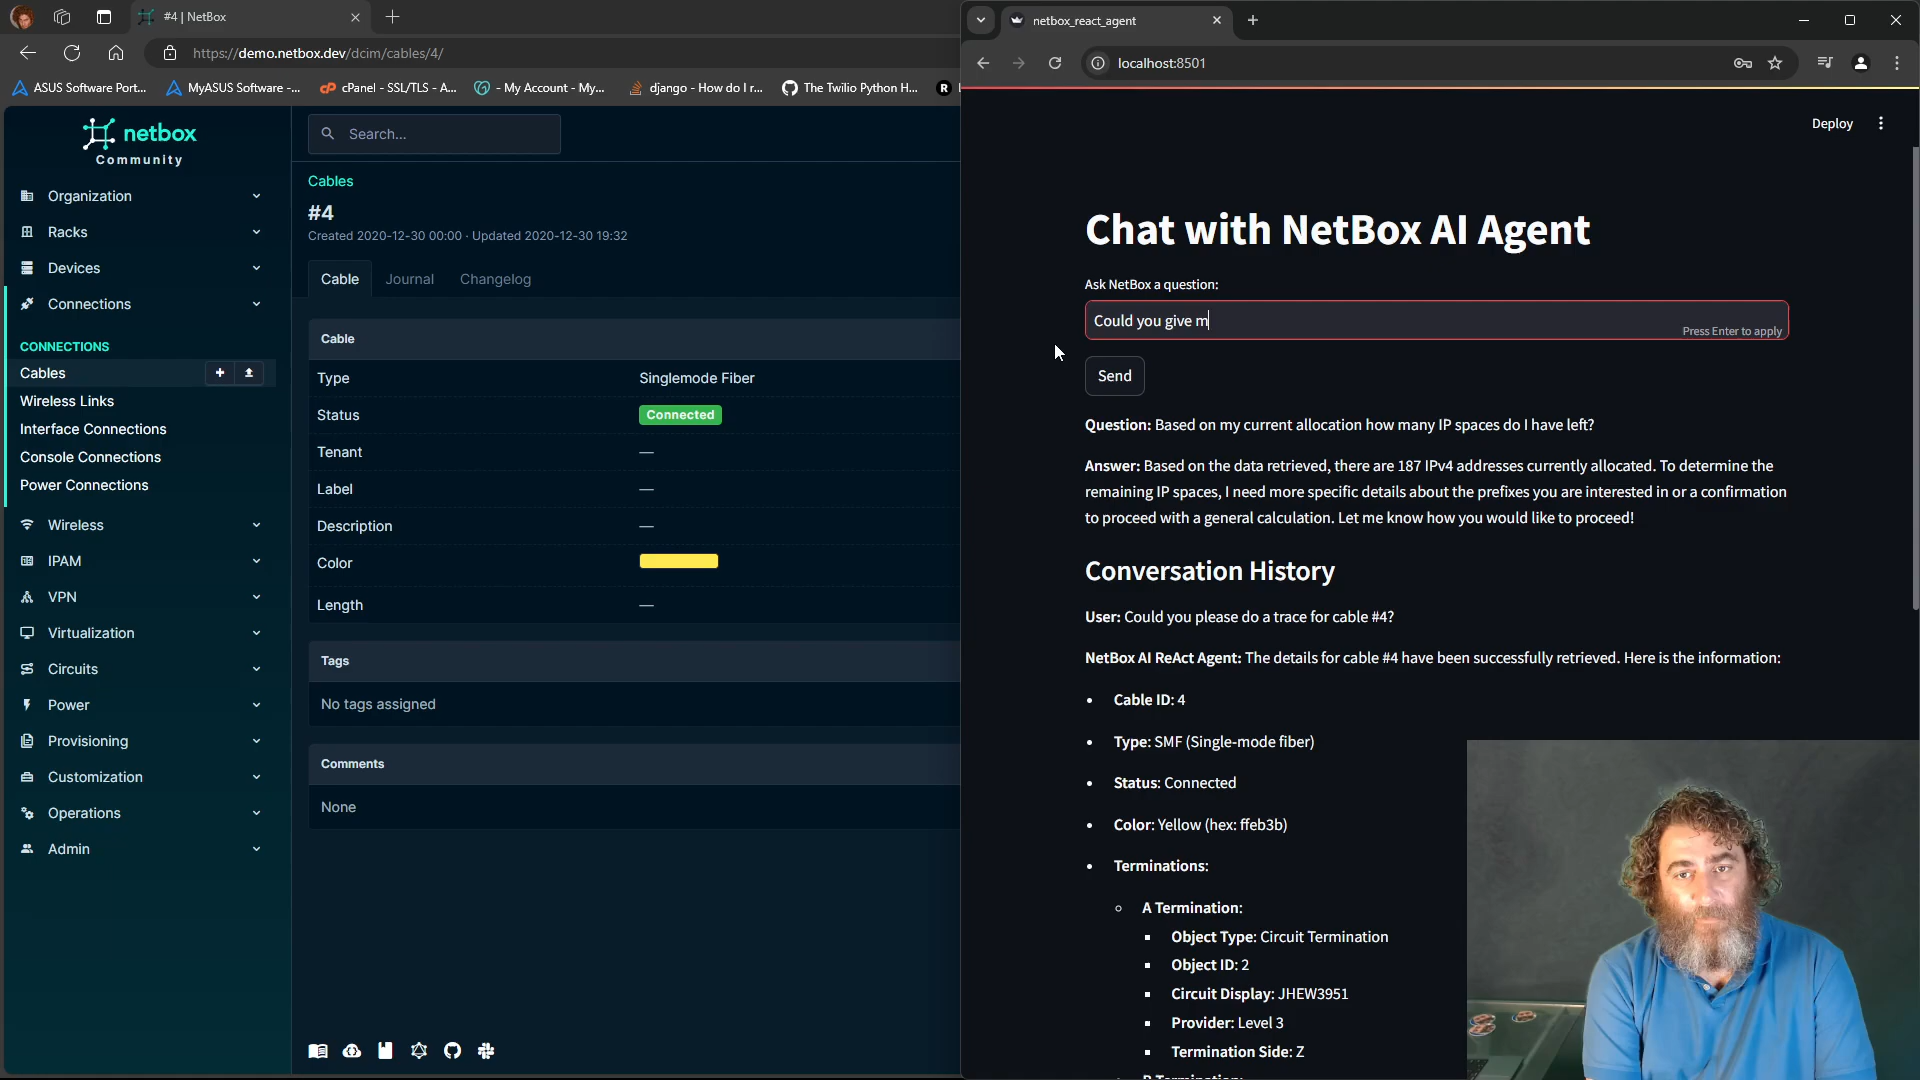 #4 | NetBox
https://demo.netbox.dev/dcim/cables/4/
ASUS Software Port...
MyASUS Software -...
cPanel - SSL/TLS - A...
- My Account - My...
django - How do I r...
The Twilio Python H...
netbox
Community
Organization
Racks
Devices
Connections
CONNECTIONS
Cables
Wireless Links
Interface Connections
Console Connections
Power Connections
Wireless
IPAM
VPN
Virtualization
Circuits
Power
Provisioning
Customization
Operations
Admin
Search...
Cables
#4
Created 2020-12-30 00:00 · Updated 2020-12-30 19:32
Cable
Journal
Changelog
Cable
Type
Singlemode Fiber
Status
Connected
Tenant
—
Label
—
Description
—
Color
Length
—
Tags
No tags assigned
Comments
None
netbox_react_agent
localhost:8501
Deploy
Chat with NetBox AI Agent
Ask NetBox a question:
Could you give m
Press Enter to apply
Send
Question: Based on my current allocation how many IP spaces do I have left?
Answer: Based on the data retrieved, there are 187 IPv4 addresses currently allocated. To determine the
remaining IP spaces, I need more specific details about the prefixes you are interested in or a confirmation
to proceed with a general calculation. Let me know how you would like to proceed!
Conversation History
User: Could you please do a trace for cable #4?
NetBox AI ReAct Agent: The details for cable #4 have been successfully retrieved. Here is the information:
• Cable ID: 4
• Type: SMF (Single-mode fiber)
• Status: Connected
• Color: Yellow (hex: ffeb3b)
• Terminations:
A Termination:
Object Type: Circuit Termination
Object ID: 2
Circuit Display: JHEW3951
Provider: Level 3
Termination Side: Z